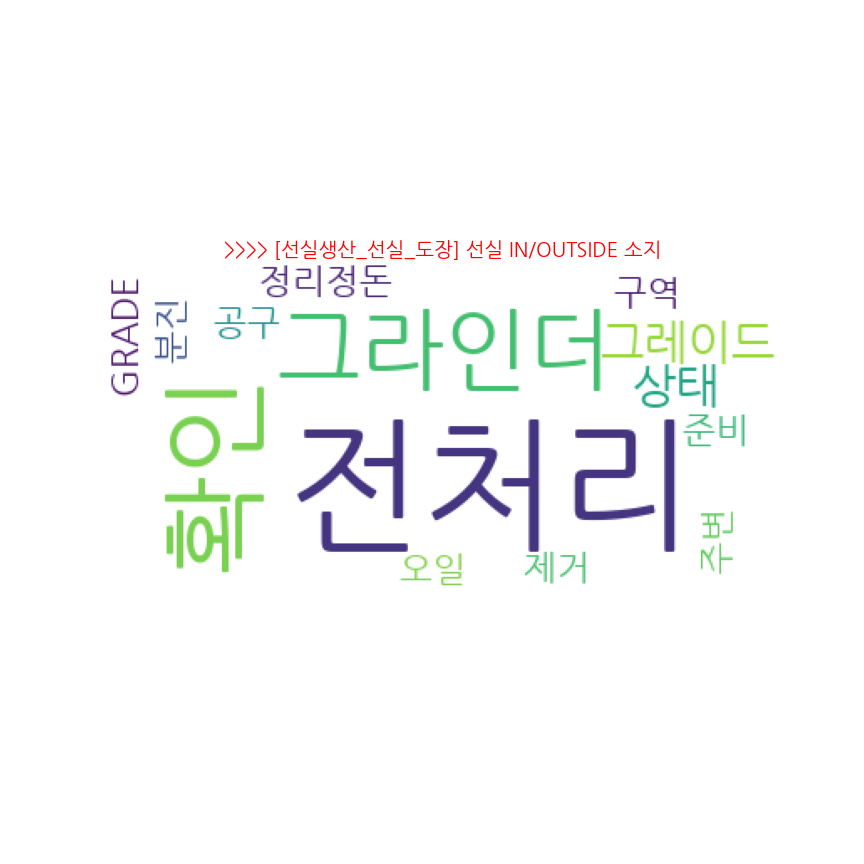 >>>> [선실생산_선실_도장] 선실 IN/OUTSIDE 소지
정리정돈
구역
GRADE
분진
공구
그라인더
그레이드
상태
확인
전처리
준비
주변
오일
제거